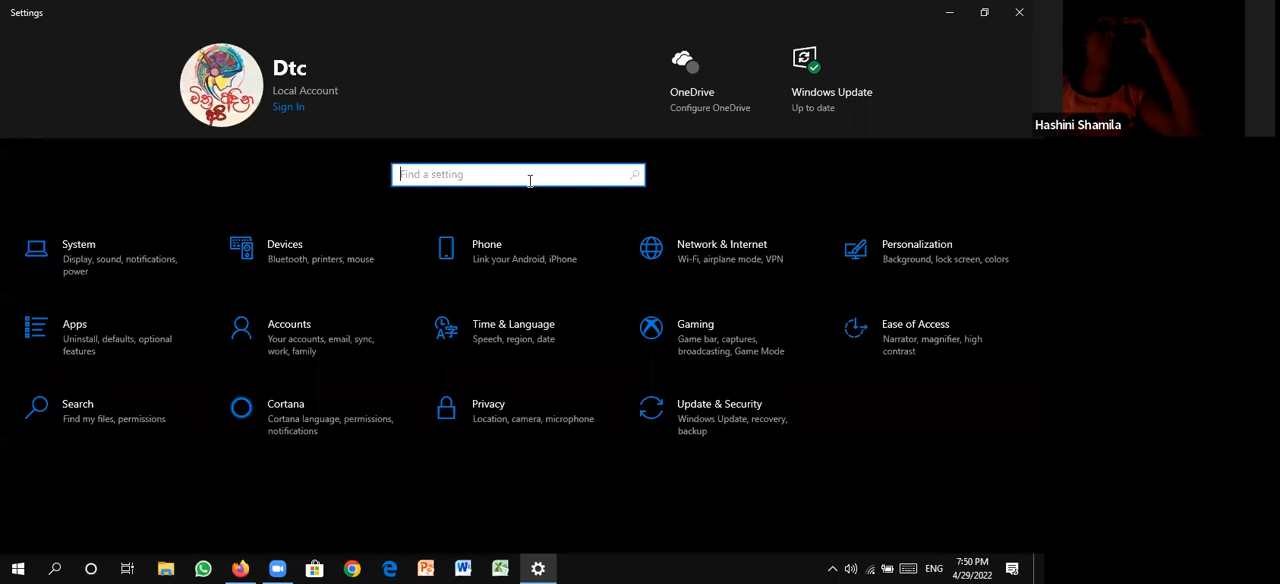 Settings
Dtc
Local Account
Sign In
OneDrive
Configure OneDrive
Windows Update
Up to date
Hashini Shamila
Find a setting
System
Display, sound, notifications,
power
Devices
Bluetooth, printers, mouse
Phone
Link your Android, iPhone
Network & Internet
Wi-Fi, airplane mode, VPN
Personalization
Background, lock screen, colors
Apps
Uninstall, defaults, optional
features
Accounts
Your accounts, email, sync,
work, family
Time & Language
Speech, region, date
Gaming
Game bar, captures,
broadcasting, Game Mode
Ease of Access
Narrator, magnifier, high
contrast
Search
Find my files, permissions
Cortana
Cortana language, permissions,
notifications
Privacy
Location, camera, microphone
Update & Security
Windows Update, recovery,
backup
ENG
7:50 PM
4/29/2022